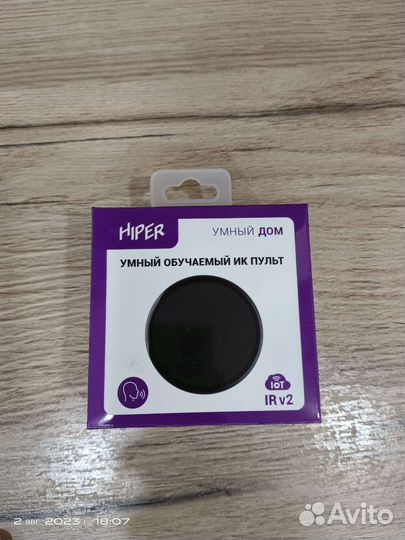 HIPER
УМНЫЙ ДОМ
УМНЫЙ ОБУЧАЕМЫЙ ИК ПУЛЬТ
IoT
IR v2
2 авг. 2023 г. 18:07
Avito